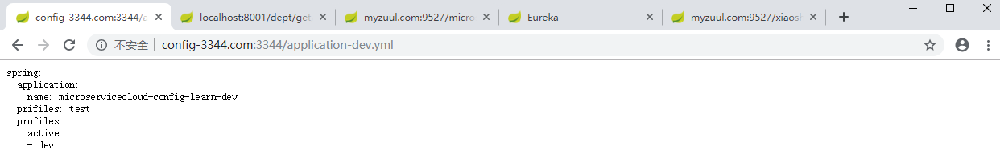 config-3344.com:3344/a
localhost:8001/dept/get
myzuul.com:9527/micro
Eureka
myzuul.com:9527/xiaosh
不安全
config-3344.com:3344/application-dev.yml
spring:
  application:
    name: microservicecloud-config-learn-dev
  prifiles: test
  profiles:
    active:
    - dev